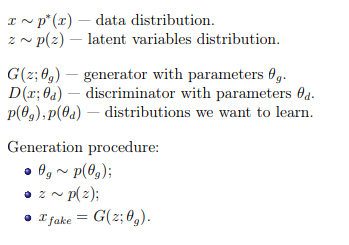 x ∼ p*(x) — data distribution.
z ∼ p(z) — latent variables distribution.
G(z; θ_g) — generator with parameters θ_g.
D(x; θ_d) — discriminator with parameters θ_d.
p(θ_g), p(θ_d) — distributions we want to learn.
Generation procedure:
• θ_g ∼ p(θ_g);
• z ∼ p(z);
• x_fake = G(z; θ_g).